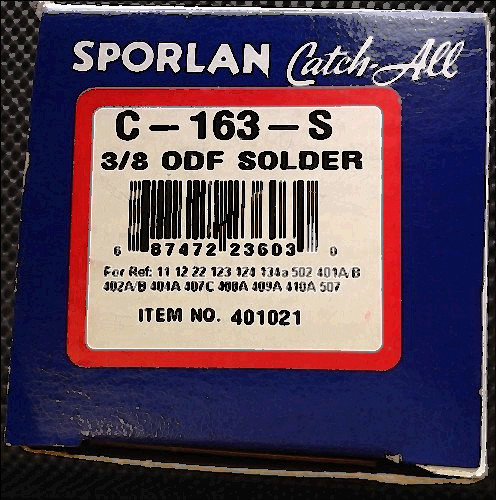 SPORLAN Catch-All
C-163-S
3/8 ODF SOLDER
6 87472 23603 0
For Ref: 11 12 22 123 124 134a 502 401A/B
402A/B 404A 407C 408A 409A 410A 507
ITEM NO. 401021